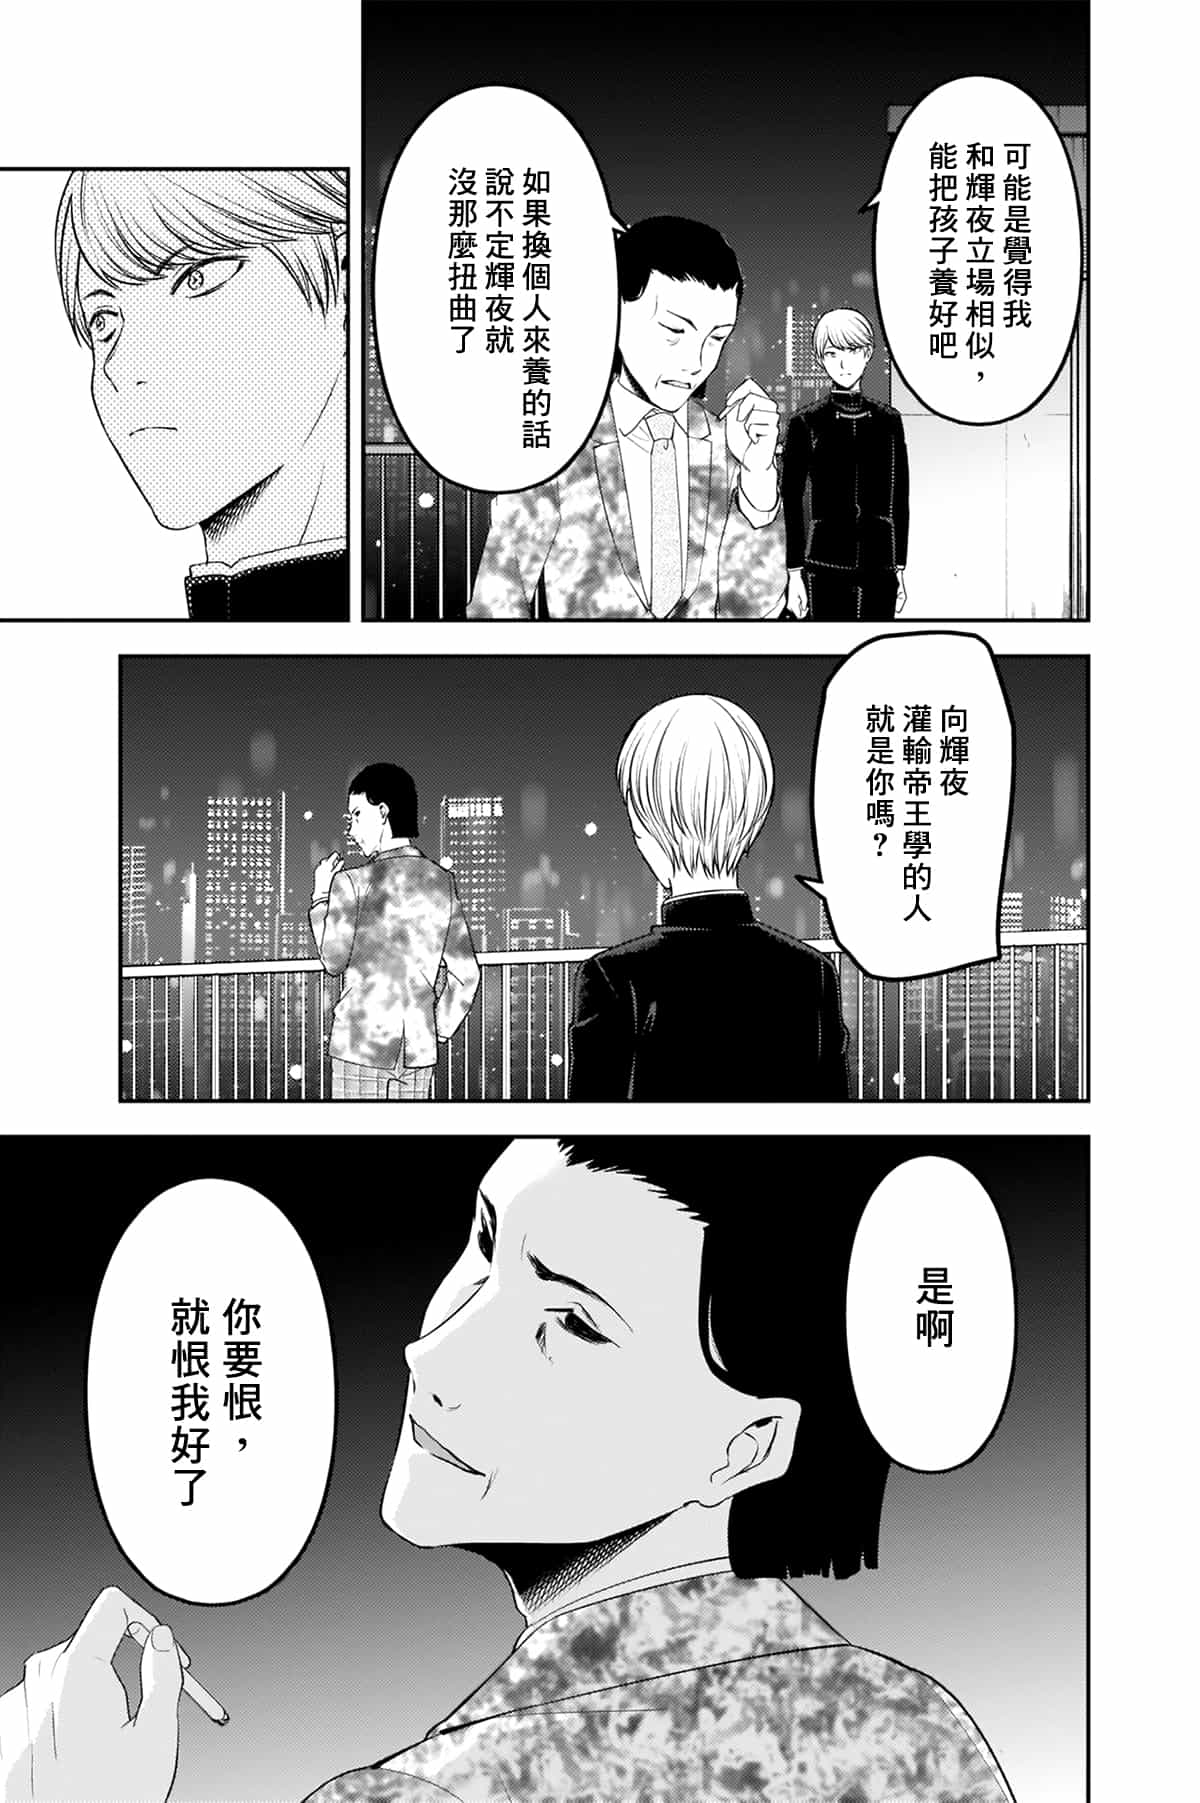 可能是覺得我
和輝夜立場相似，
能把孩子養好吧
如果換個人來養的話
說不定輝夜就
沒那麼扭曲了
向輝夜
灌輸帝王學的人
就是你嗎？
是啊
你要恨，
就恨我好了